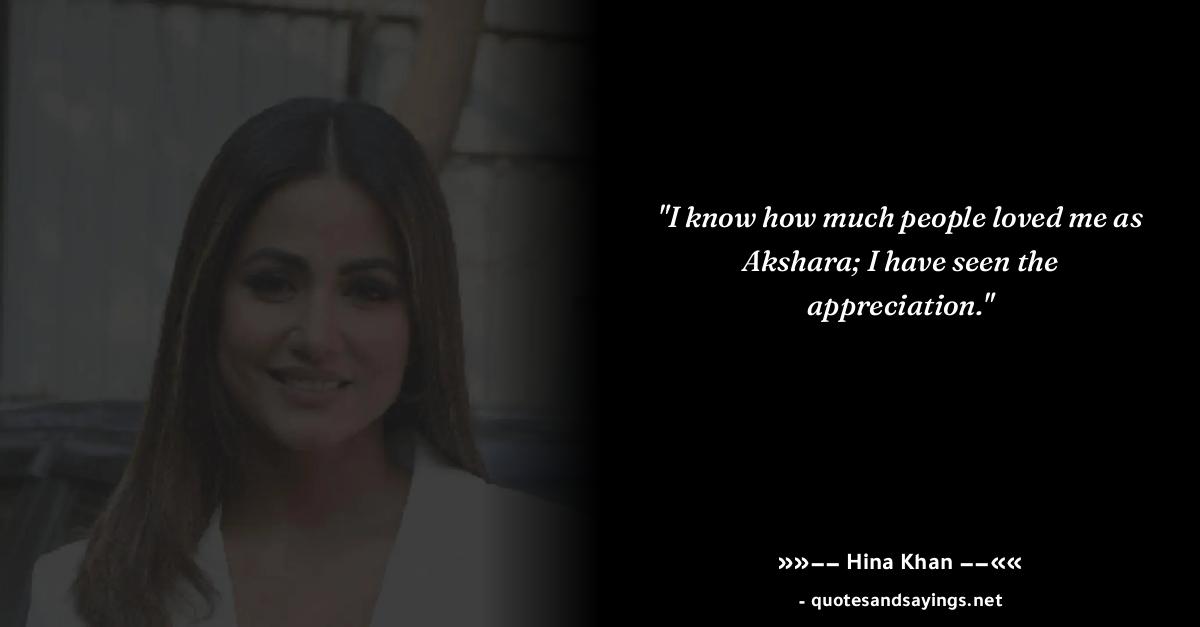 "I know how much people loved me as
Akshara; I have seen the
appreciation."
»»−− Hina Khan −−««
- quotesandsayings.net